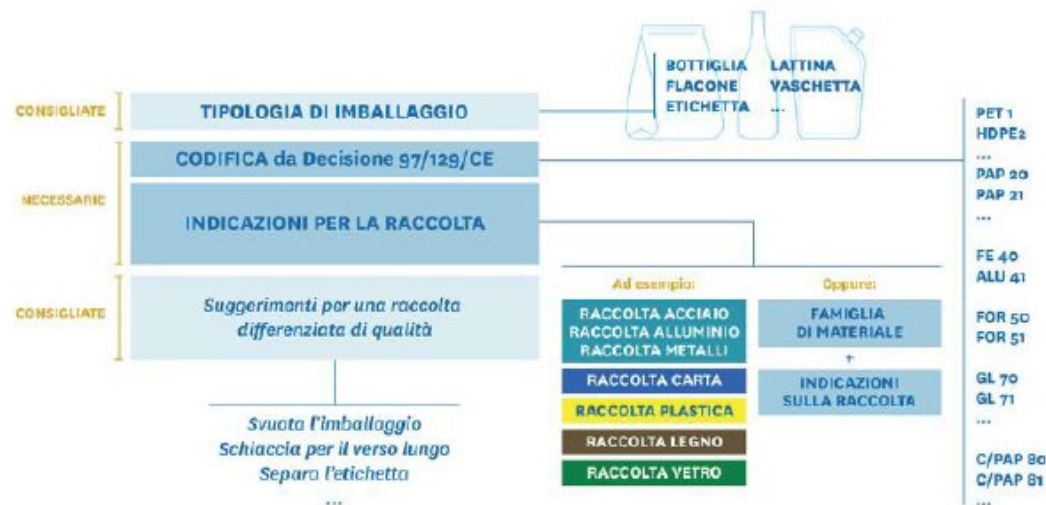 BOTTIGLIA LATTINA
FLACONE VASCHETTA
ETICHETTA ...
CONSIGLIATE
TIPOLOGIA DI IMBALLAGGIO
CODIFICA da Decisione 97/129/CE
NECESSARIE
INDICAZIONI PER LA RACCOLTA
CONSIGLIATE
Suggerimenti per una raccolta
differenziata di qualità
Svuota l'imballaggio
Schiaccia per il verso lungo
Separa l'etichetta
...
Ad esempio:
RACCOLTA ACCIAIO
RACCOLTA ALLUMINIO
RACCOLTA METALLI
RACCOLTA CARTA
RACCOLTA PLASTICA
RACCOLTA LEGNO
RACCOLTA VETRO
Oppure:
FAMIGLIA
DI MATERIALE
+
INDICAZIONI
SULLA RACCOLTA
PET 1
HDPE2
...
PAP 20
PAP 21
...
FE 40
ALU 41
FOR 50
FOR 51
GL 70
GL 71
...
C/PAP 80
C/PAP 81
...